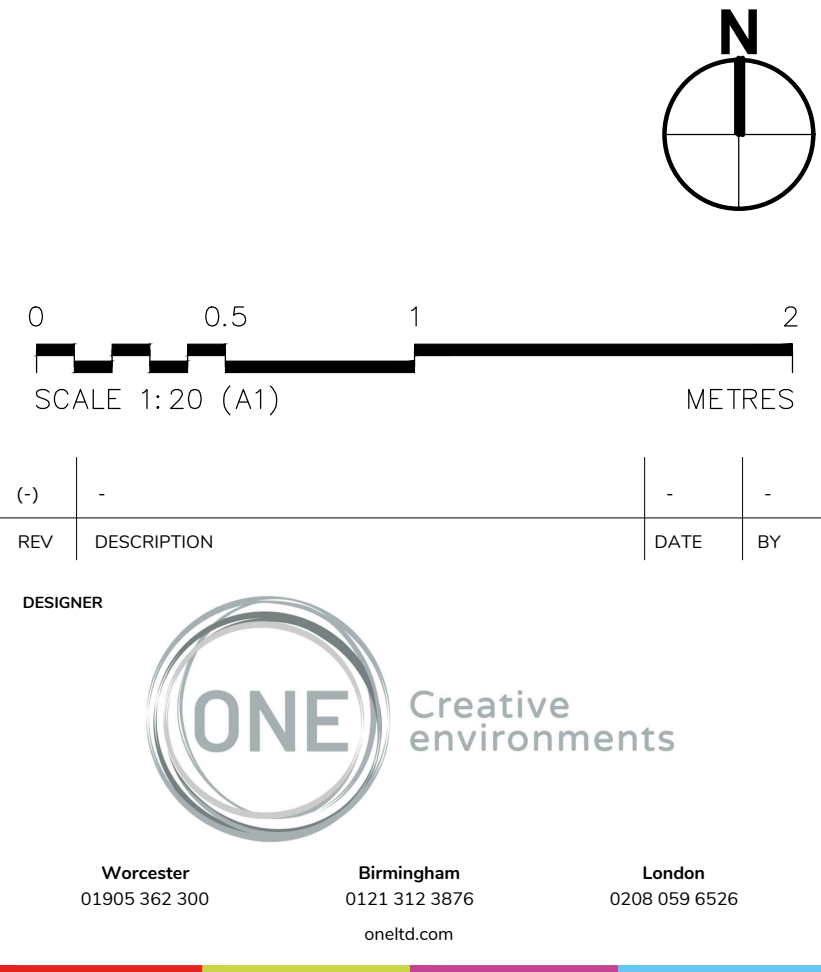 N
0 0.5 1 2
SCALE 1:20 (A1) METRES
(-) - - -
REV DESCRIPTION DATE BY
DESIGNER
ONE
Creative
environments
Worcester Birmingham London
01905 362 300 0121 312 3876 0208 059 6526
oneltd.com